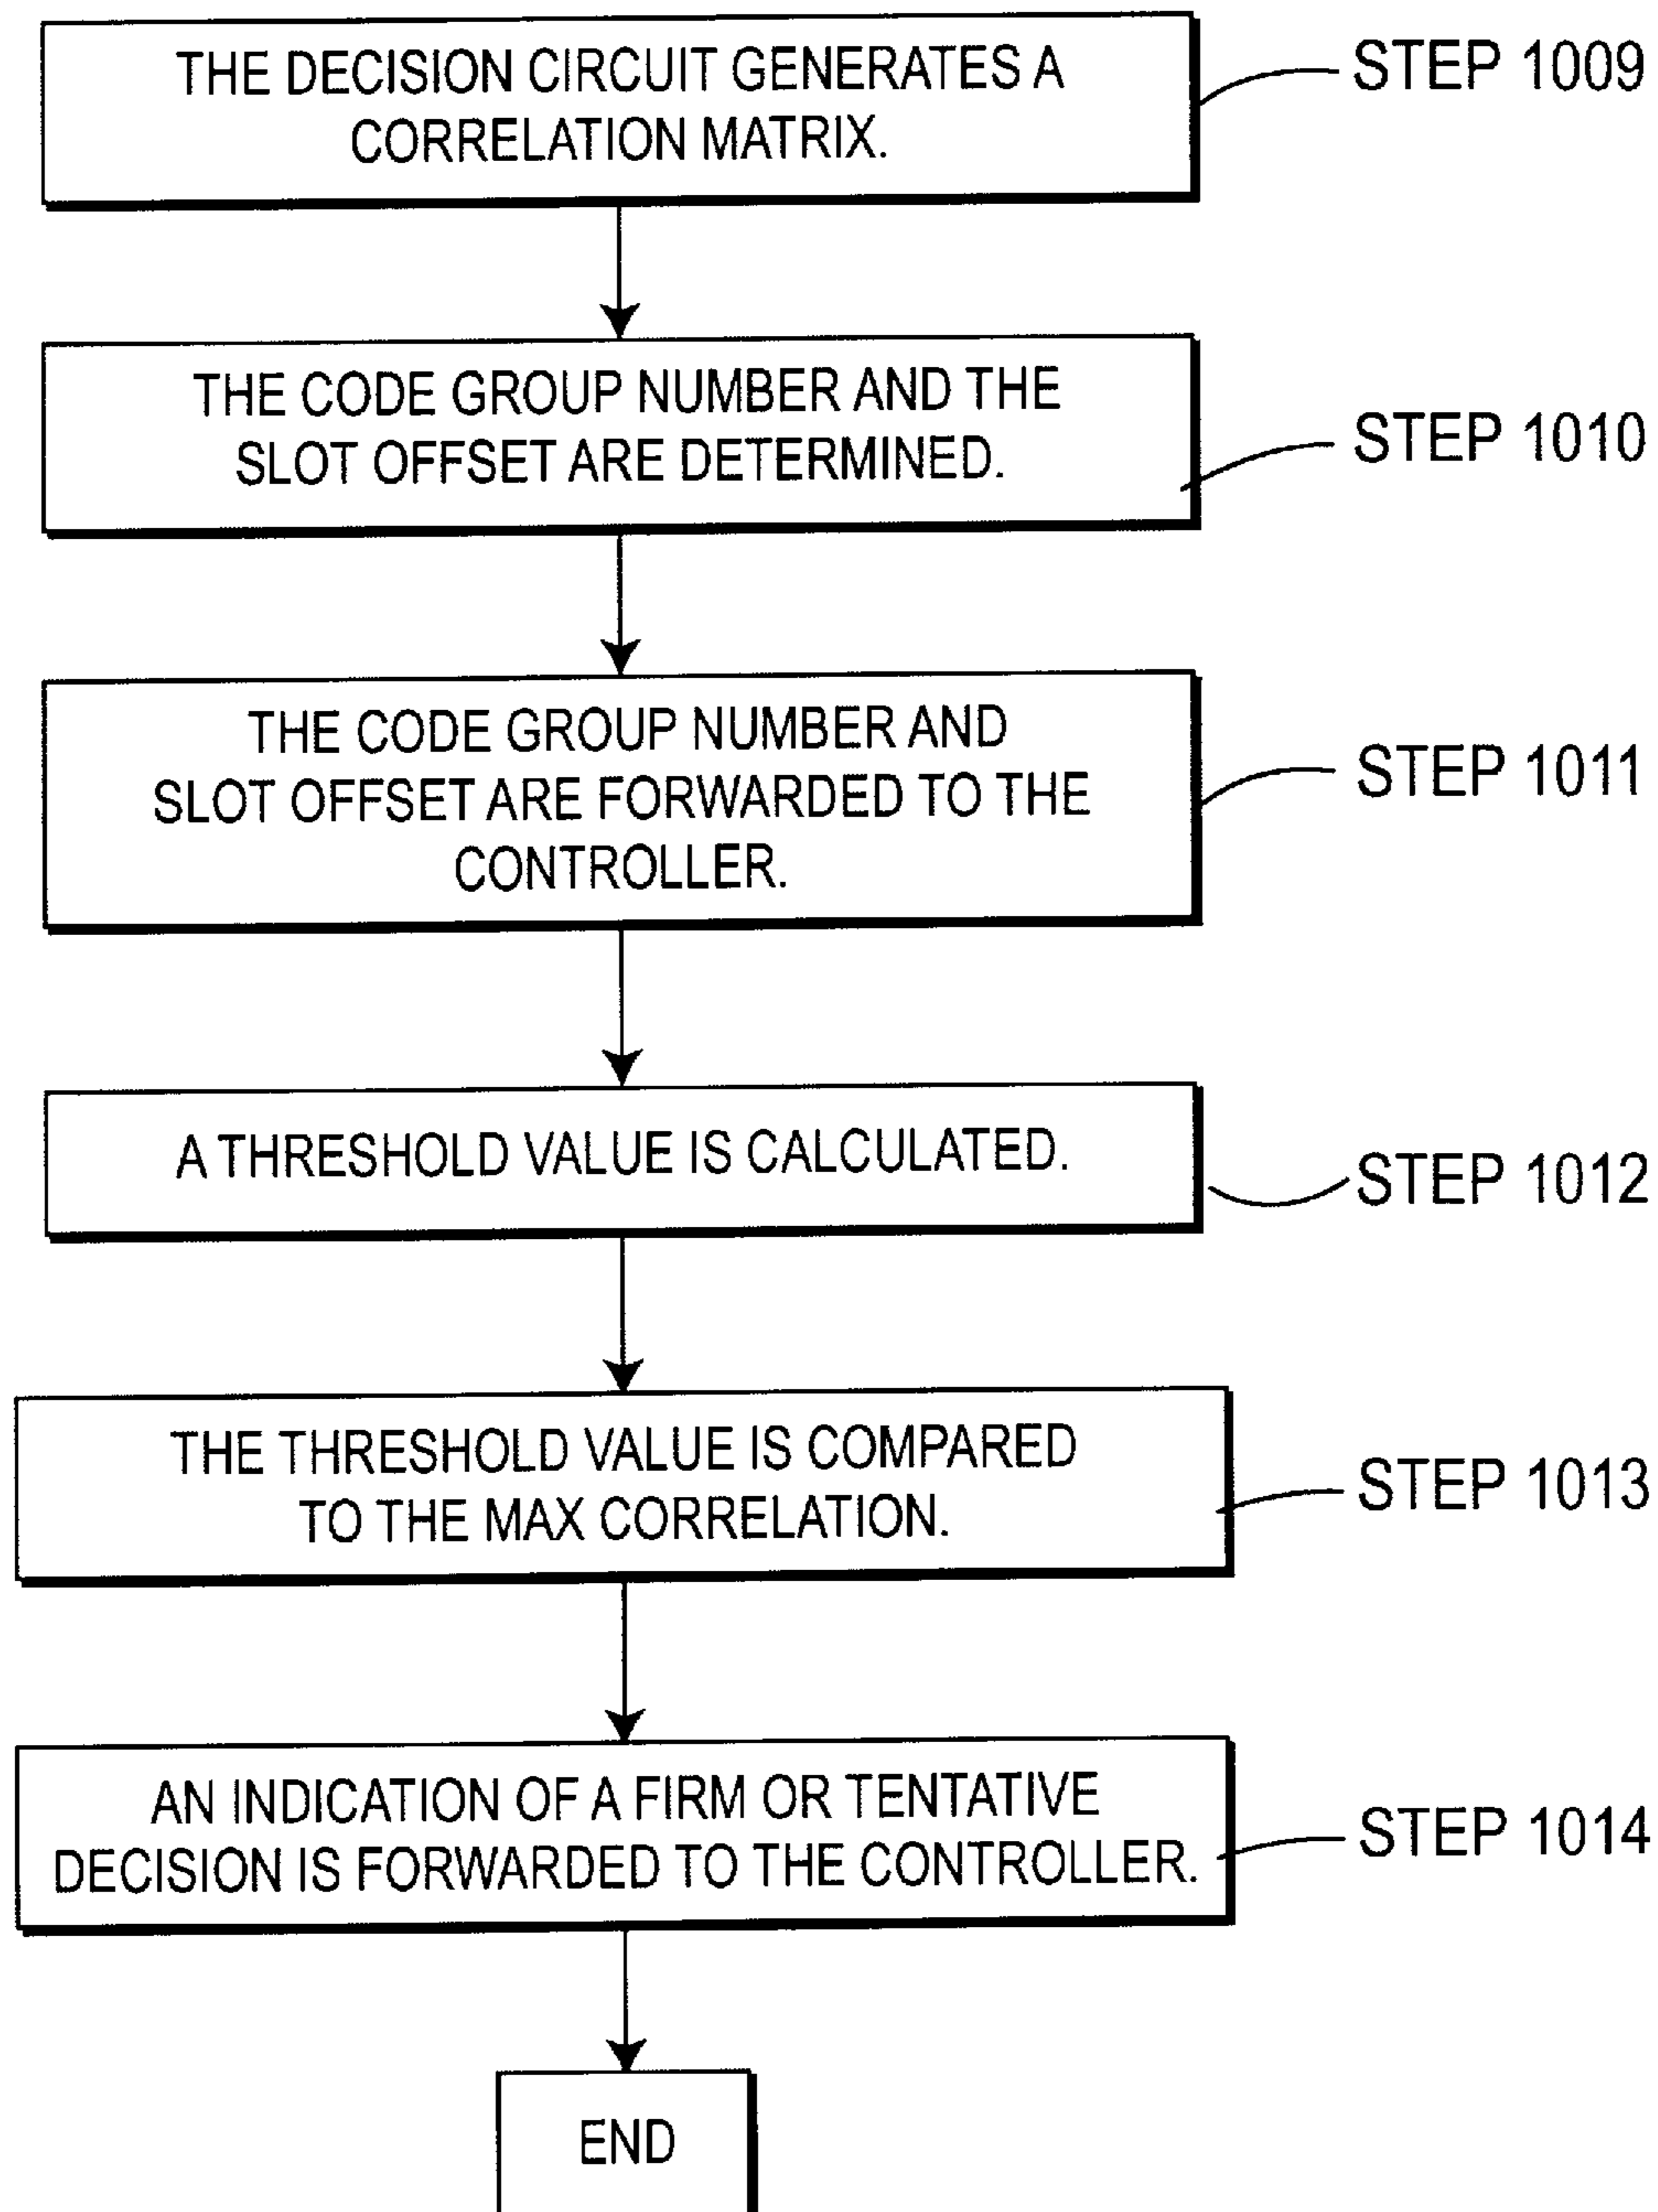 THE DECISION CIRCUIT GENERATES A
CORRELATION MATRIX.
STEP 1009
THE CODE GROUP NUMBER AND THE
SLOT OFFSET ARE DETERMINED.
STEP 1010
THE CODE GROUP NUMBER AND
SLOT OFFSET ARE FORWARDED TO THE
CONTROLLER.
STEP 1011
A THRESHOLD VALUE IS CALCULATED.
STEP 1012
THE THRESHOLD VALUE IS COMPARED
TO THE MAX CORRELATION.
STEP 1013
AN INDICATION OF A FIRM OR TENTATIVE
DECISION IS FORWARDED TO THE CONTROLLER.
STEP 1014
END